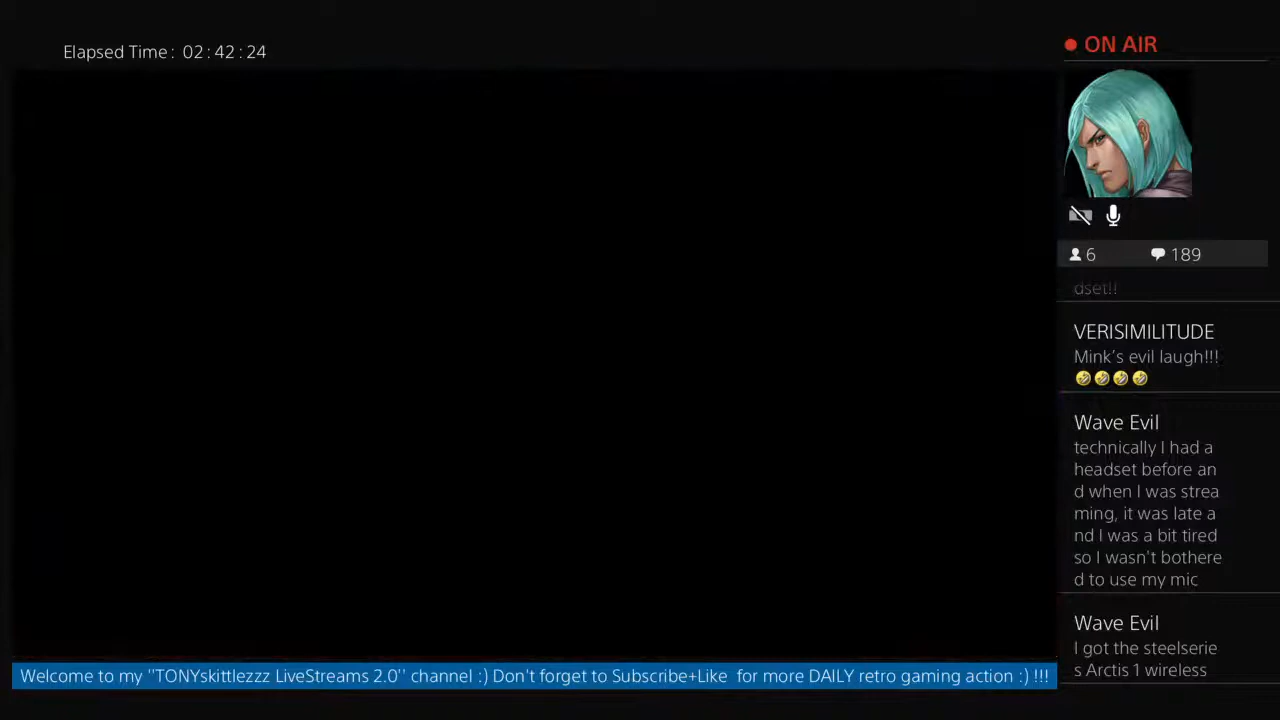 Elapsed Time: 02:42:24
ON AIR
6 189
dset!!
VERISIMILITUDE
Mink's evil laugh!!!
🤣🤣🤣🤣
Wave Evil
technically I had a
headset before an
d when I was strea
ming, it was late a
nd I was a bit tired
so I wasn't bothere
d to use my mic
Wave Evil
I got the steelserie
s Arctis 1 wireless
Welcome to my ''TONYskittlezzz LiveStreams 2.0'' channel :) Don't forget to Subscribe+Like for more DAILY retro gaming action :) !!!